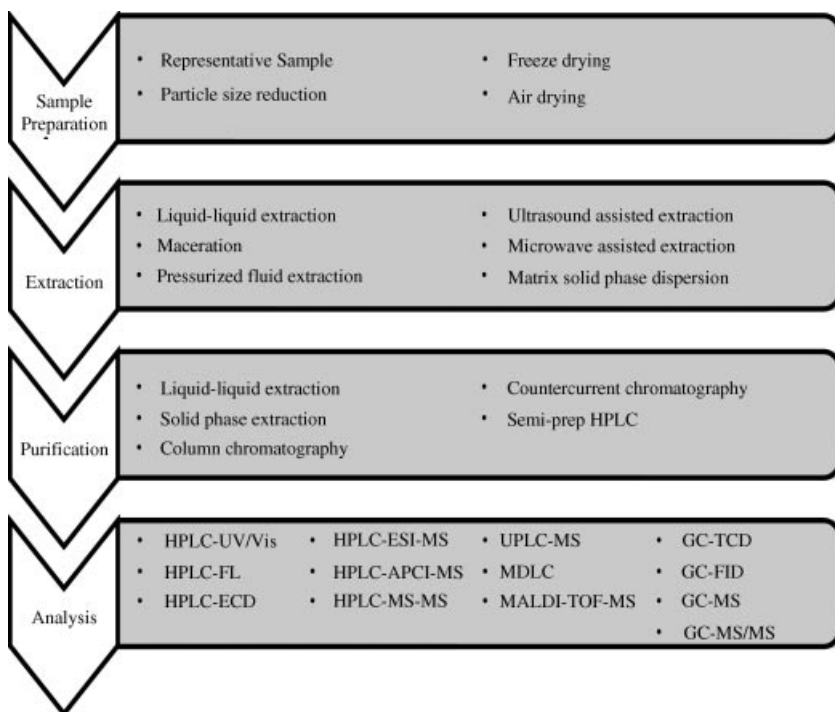 Sample
Preparation
• Representative Sample
• Particle size reduction
• Freeze drying
• Air drying
Extraction
• Liquid-liquid extraction
• Maceration
• Pressurized fluid extraction
• Ultrasound assisted extraction
• Microwave assisted extraction
• Matrix solid phase dispersion
Purification
• Liquid-liquid extraction
• Solid phase extraction
• Column chromatography
• Countercurrent chromatography
• Semi-prep HPLC
Analysis
• HPLC-UV/Vis
• HPLC-FL
• HPLC-ECD
• HPLC-ESI-MS
• HPLC-APCI-MS
• HPLC-MS-MS
• UPLC-MS
• MDLC
• MALDI-TOF-MS
• GC-TCD
• GC-FID
• GC-MS
• GC-MS/MS